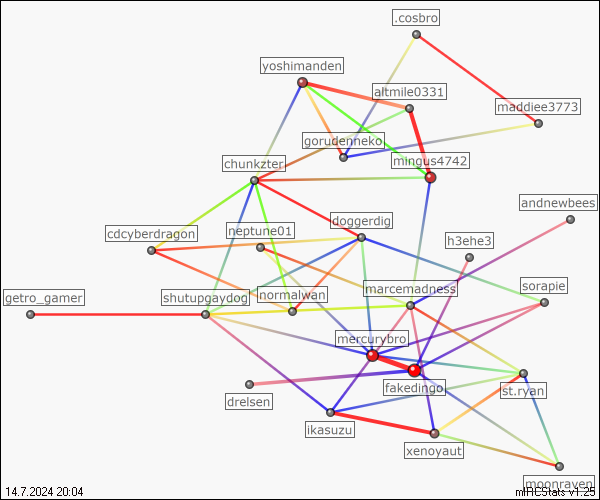 .cosbro
yoshimanden
altmile0331
maddiee3773
gorudenneko
mingus4742
chunkzter
andnewbees
cdcyberdragon
neptune01
doggerdig
h3ehe3
getro_gamer
shutupgaydog
normalwan
marcemadness
sorapie
mercurybro
fakedingo
st.ryan
drelsen
ikasuzu
xenoyaut
moonraven
14.7.2024 20:04
mIRCStats v1.25